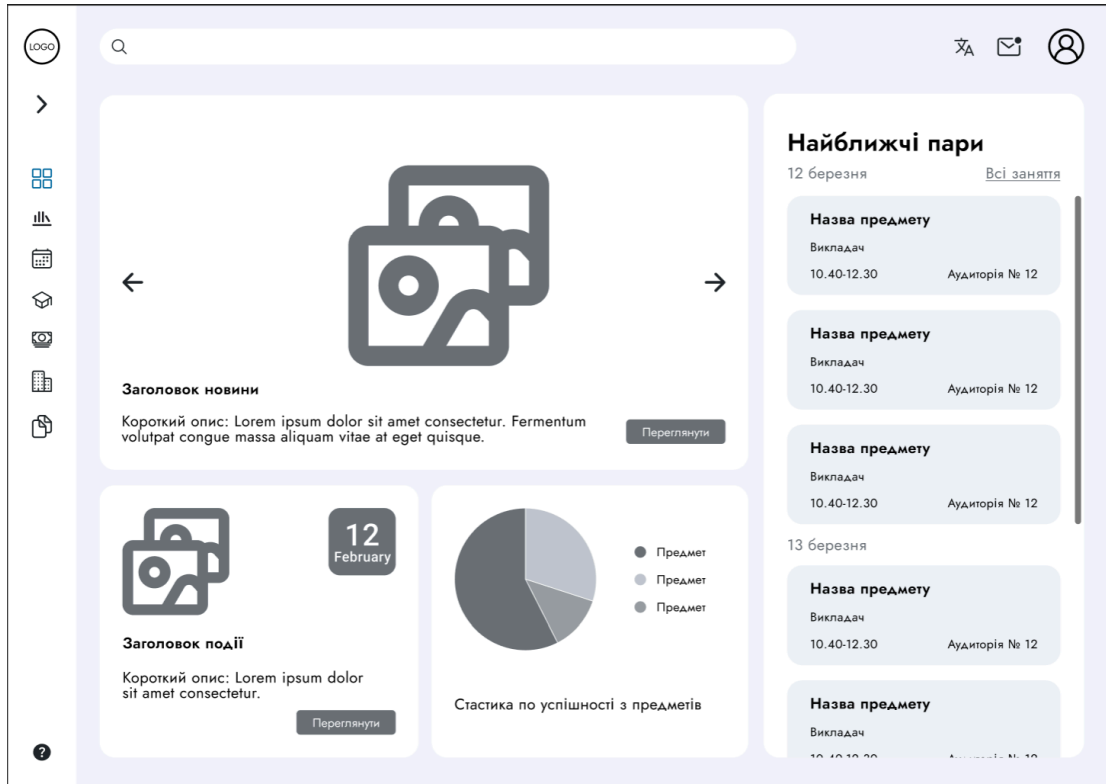 LOGO
Заголовок новини
Короткий опис: Lorem ipsum dolor sit amet consectetur. Fermentum
volutpat congue massa aliquam vitae at eget quisque.
Переглянути
12
February
Заголовок події
Короткий опис: Lorem ipsum dolor
sit amet consectetur.
Переглянути
Предмет
Предмет
Предмет
Стастика по успішності з предметів
Найближчі пари
12 березня Всі заняття
Назва предмету
Викладач
10.40-12.30 Аудиторія № 12
Назва предмету
Викладач
10.40-12.30 Аудиторія № 12
Назва предмету
Викладач
10.40-12.30 Аудиторія № 12
13 березня
Назва предмету
Викладач
10.40-12.30 Аудиторія № 12
Назва предмету
Викладач